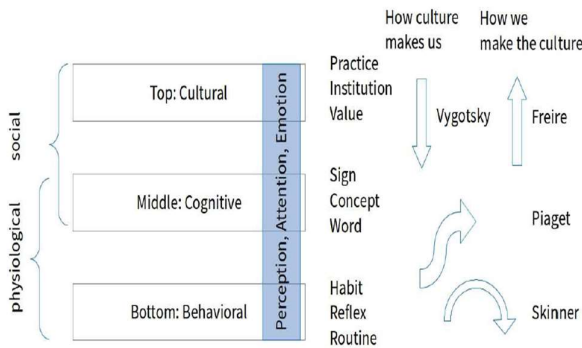 How culture
makes us
How we
make the culture
social
physiological
Top: Cultural
Middle: Cognitive
Bottom: Behavioral
Perception, Attention, Emotion
Practice
Institution
Value
Sign
Concept
Word
Habit
Reflex
Routine
Vygotsky
Freire
Piaget
Skinner